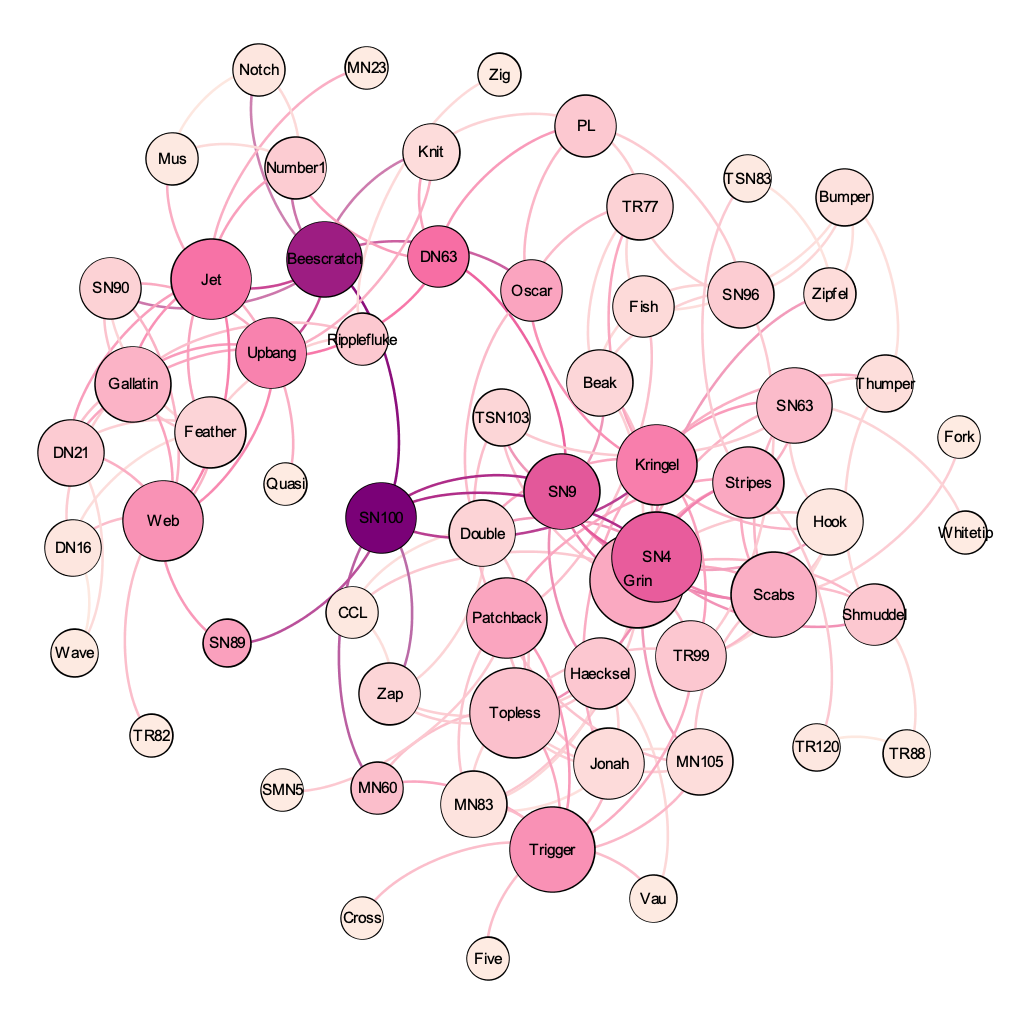 Notch
MN23
Zig
PL
Mus
Number1
Knit
TSN83
Bumper
TR77
Beescratch
DN63
Jet
SN90
Oscar
Fish
SN96
Zipfel
Ripplefluke
Upbang
Gallatin
Beak
Thumper
SN63
TSN103
Feather
Fork
DN21
Kringel
Quasi
SN9
Stripes
SN100
Web
Hook
Double
Whitetip
DN16
SN4
Grin
Scabs
CCL
Patchback
Shmuddel
SN89
Wave
TR99
Haecksel
Zap
Topless
TR82
TR120
TR88
Jonah
MN105
SMN5
MN60
MN83
Trigger
Vau
Cross
Five